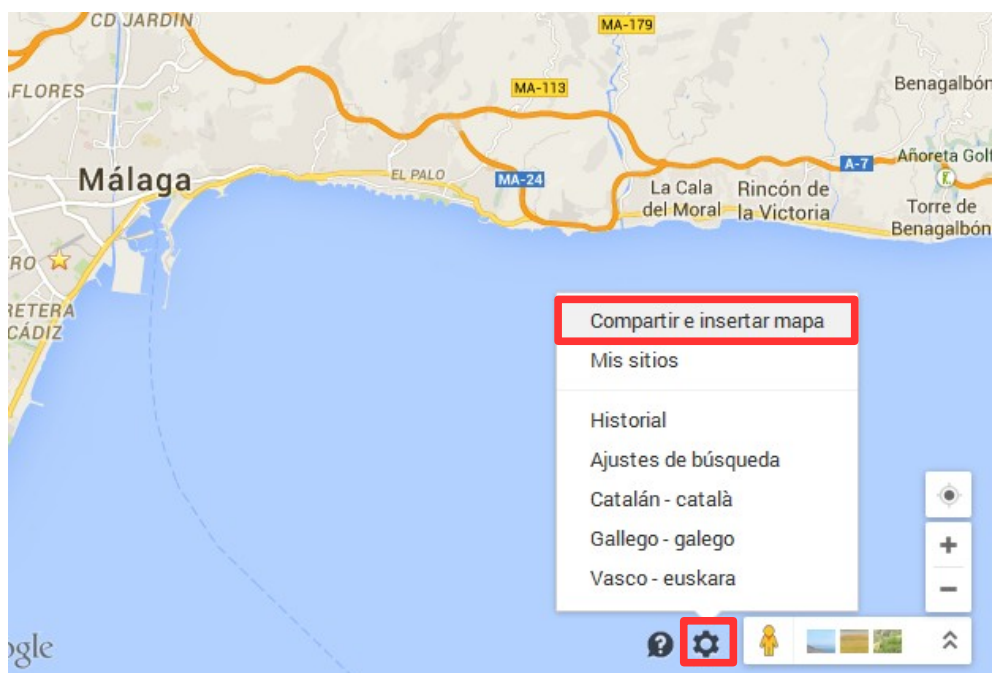 CD JARDIN
MA-179
FLORES
MA-113
Benagalbón
A-7
Añoreta Golf
Málaga
EL PALO
MA-24
La Cala
del Moral
Rincón de
la Victoria
Torre de
Benagalbón
RO
RETERA
CÁDIZ
Compartir e insertar mapa
Mis sitios
Historial
Ajustes de búsqueda
Catalán - català
Gallego - galego
Vasco - euskara
ogle